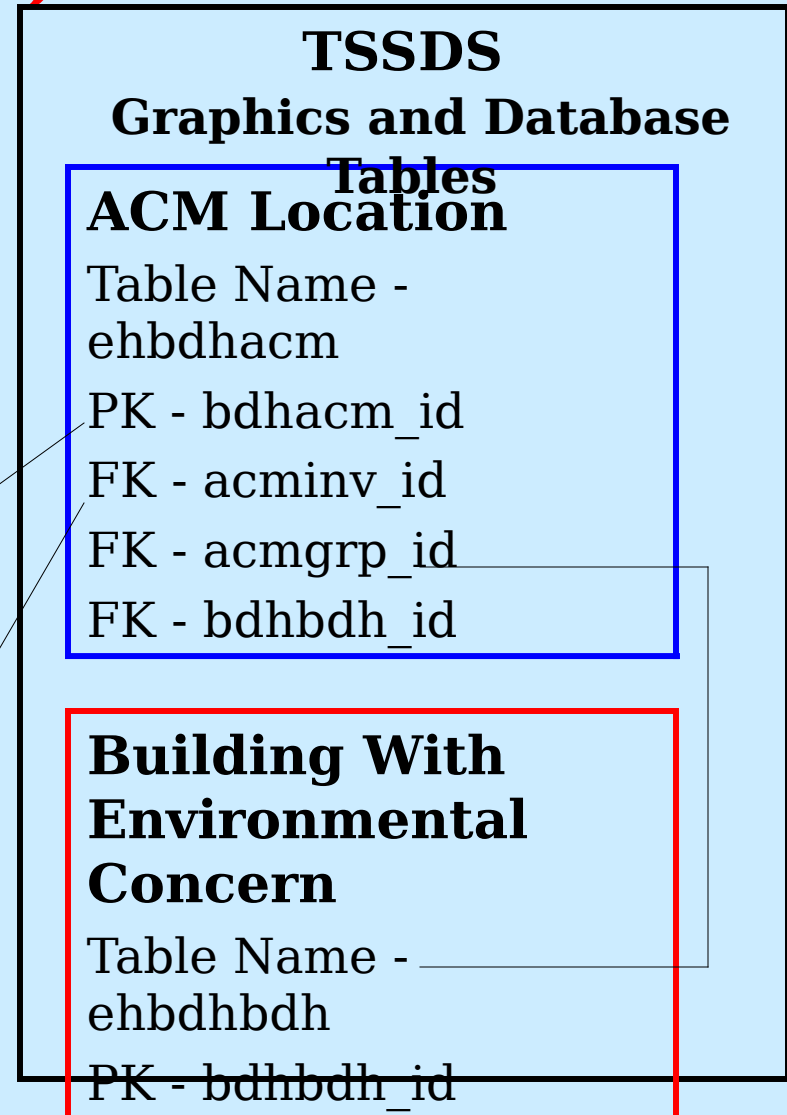 TSSDS
Graphics and Database
Tables
ACM Location
Table Name -
ehbdhacm
PK - bdhacm_id
FK - acminv_id
FK - acmgrp_id
FK - bdhbdh_id
Building With
Environmental
Concern
Table Name -
ehbdhbdh
PK - bdhbdh_id